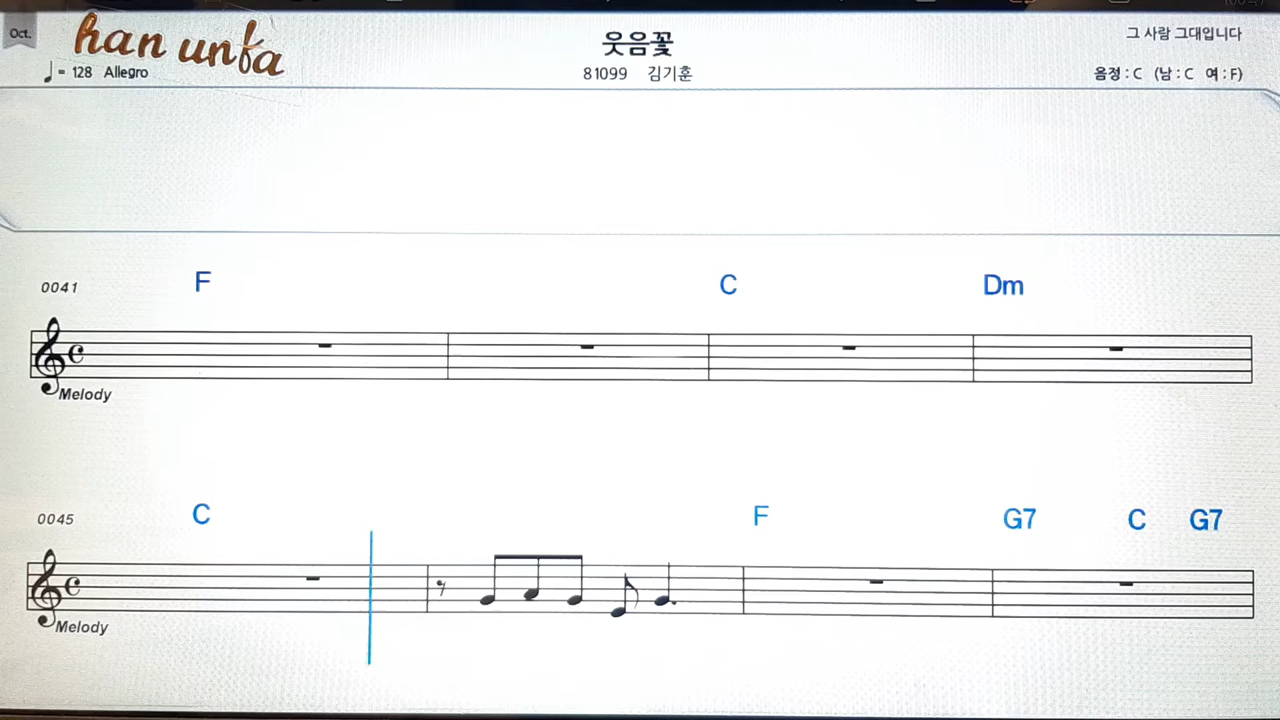 Oct.
han unfa
웃음꽃
그 사람 그대입니다
♩= 128 Allegro
81099 김기훈
음정 : C (남 : C 여 : F)
0041 F C Dm
Melody
0045 C F G7 C G7
Melody